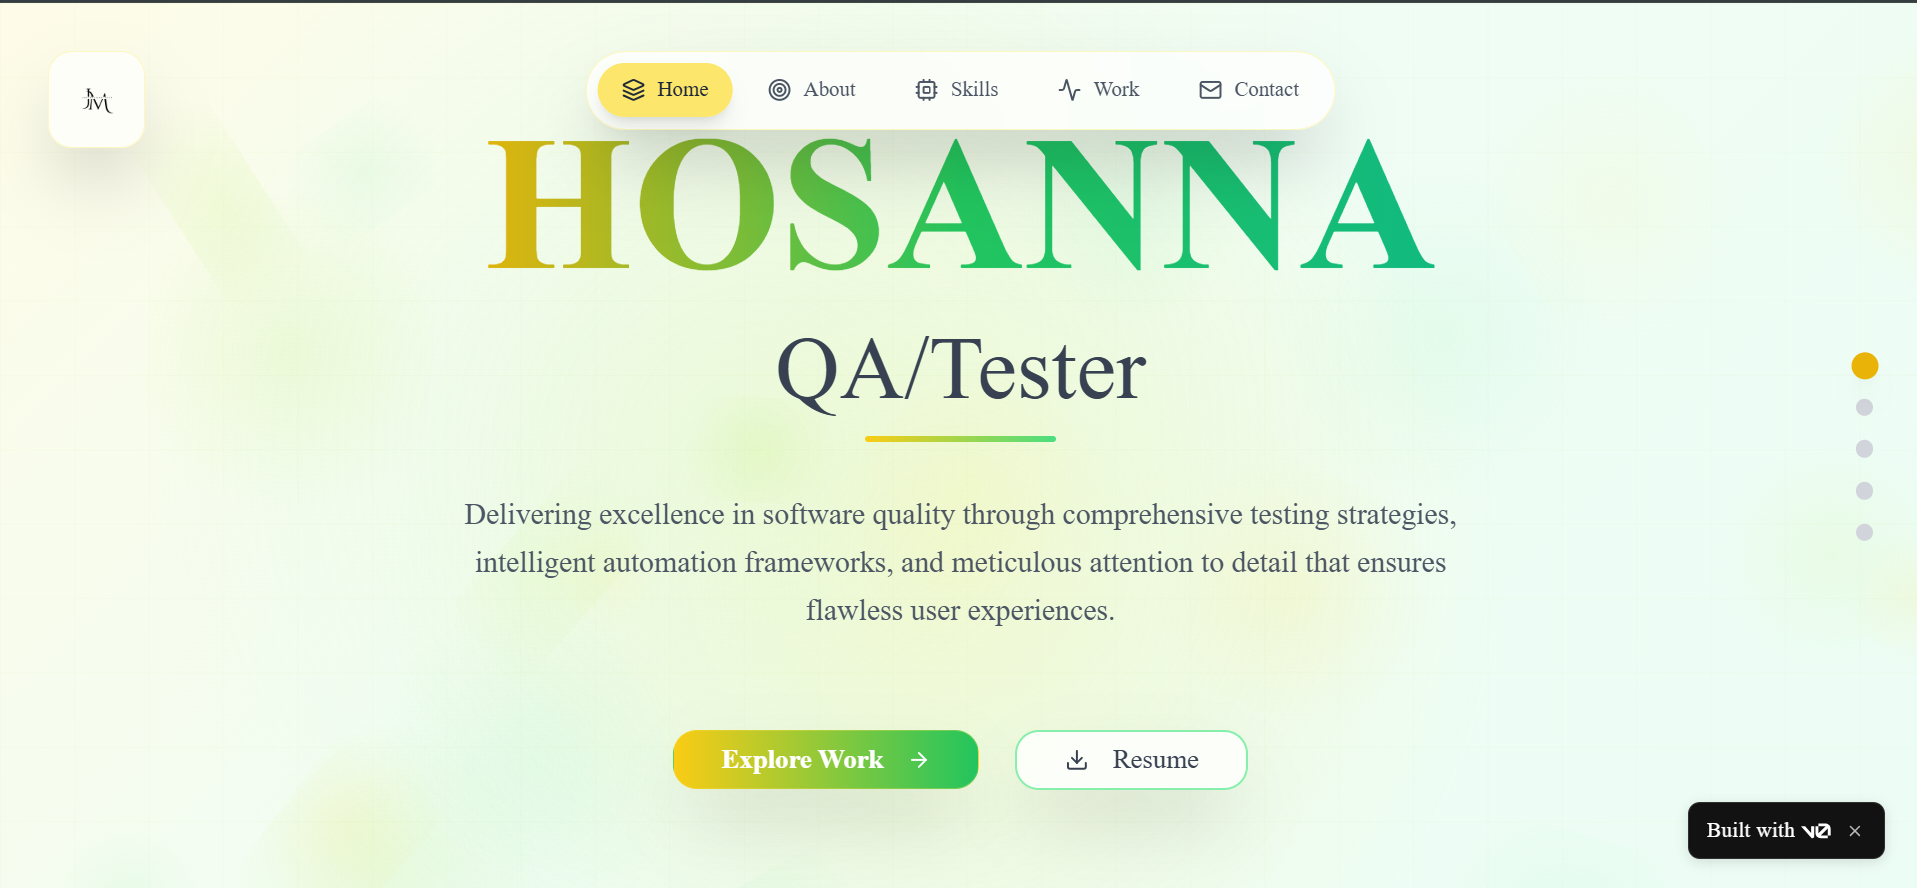 JM
Home
About
Skills
Work
Contact
HOSANNA
QA/Tester
Delivering excellence in software quality through comprehensive testing strategies,
intelligent automation frameworks, and meticulous attention to detail that ensures
flawless user experiences.
Explore Work
Resume
Built with v0